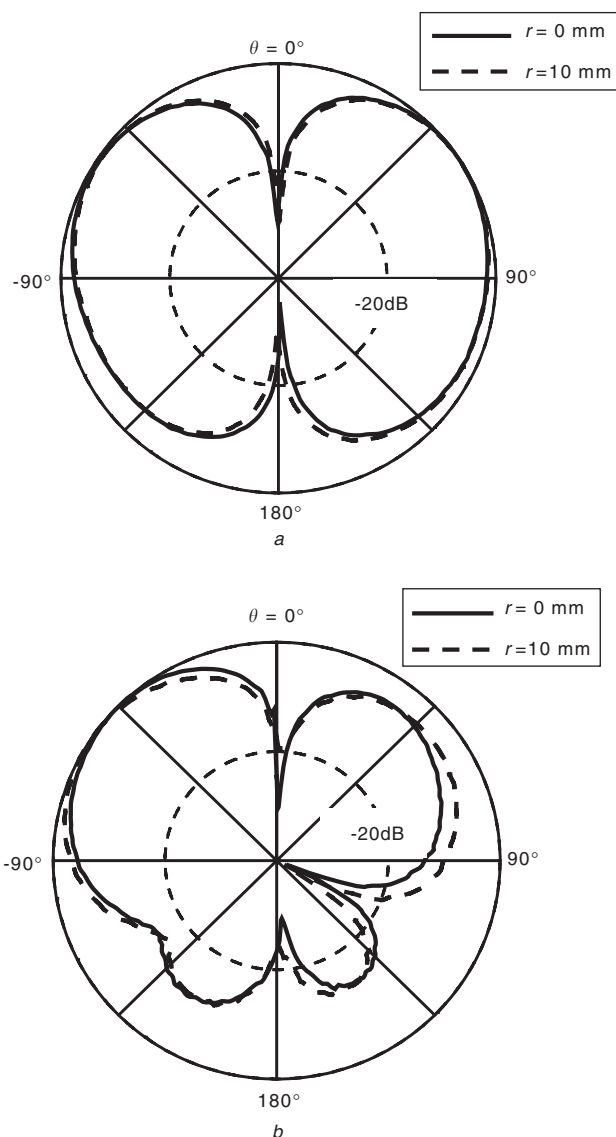 r = 0 mm
r=10 mm
θ = 0°
-90°
90°
-20dB
180°
a
r = 0 mm
r=10 mm
θ = 0°
-90°
90°
-20dB
180°
b